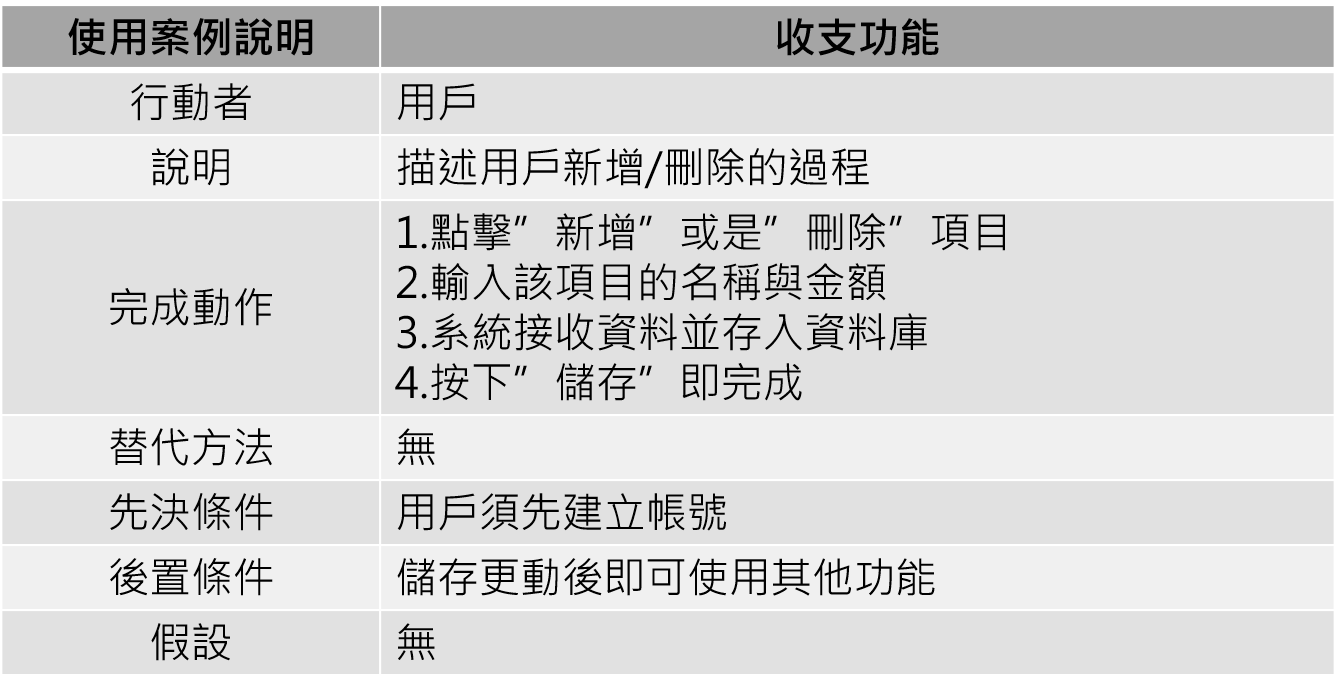 使用案例說明
收支功能
行動者
用戶
說明
描述用戶新增/刪除的過程
完成動作
1.點擊”新增”或是”刪除”項目
2.輸入該項目的名稱與金額
3.系統接收資料並存入資料庫
4.按下”儲存”即完成
替代方法
無
先決條件
用戶須先建立帳號
後置條件
儲存更動後即可使用其他功能
假設
無